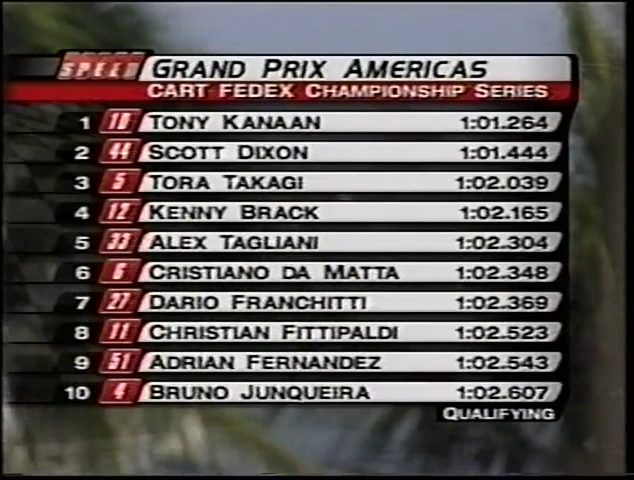 SPEED GRAND PRIX AMERICAS
CART FEDEX CHAMPIONSHIP SERIES
1 10 TONY KANAAN 1:01.264
2 44 SCOTT DIXON 1:01.444
3 5 TORA TAKAGI 1:02.039
4 12 KENNY BRACK 1:02.165
5 33 ALEX TAGLIANI 1:02.304
6 6 CRISTIANO DA MATTA 1:02.348
7 27 DARIO FRANCHITTI 1:02.369
8 11 CHRISTIAN FITTIPALDI 1:02.523
9 51 ADRIAN FERNANDEZ 1:02.543
10 4 BRUNO JUNQUEIRA 1:02.607
QUALIFYING